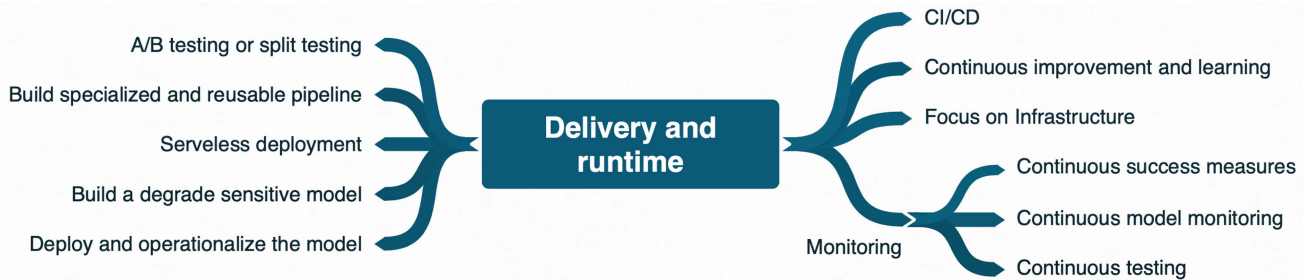 A/B testing or split testing
Build specialized and reusable pipeline
Serveless deployment
Build a degrade sensitive model
Deploy and operationalize the model
Delivery and
runtime
CI/CD
Continuous improvement and learning
Focus on Infrastructure
Monitoring
Continuous success measures
Continuous model monitoring
Continuous testing